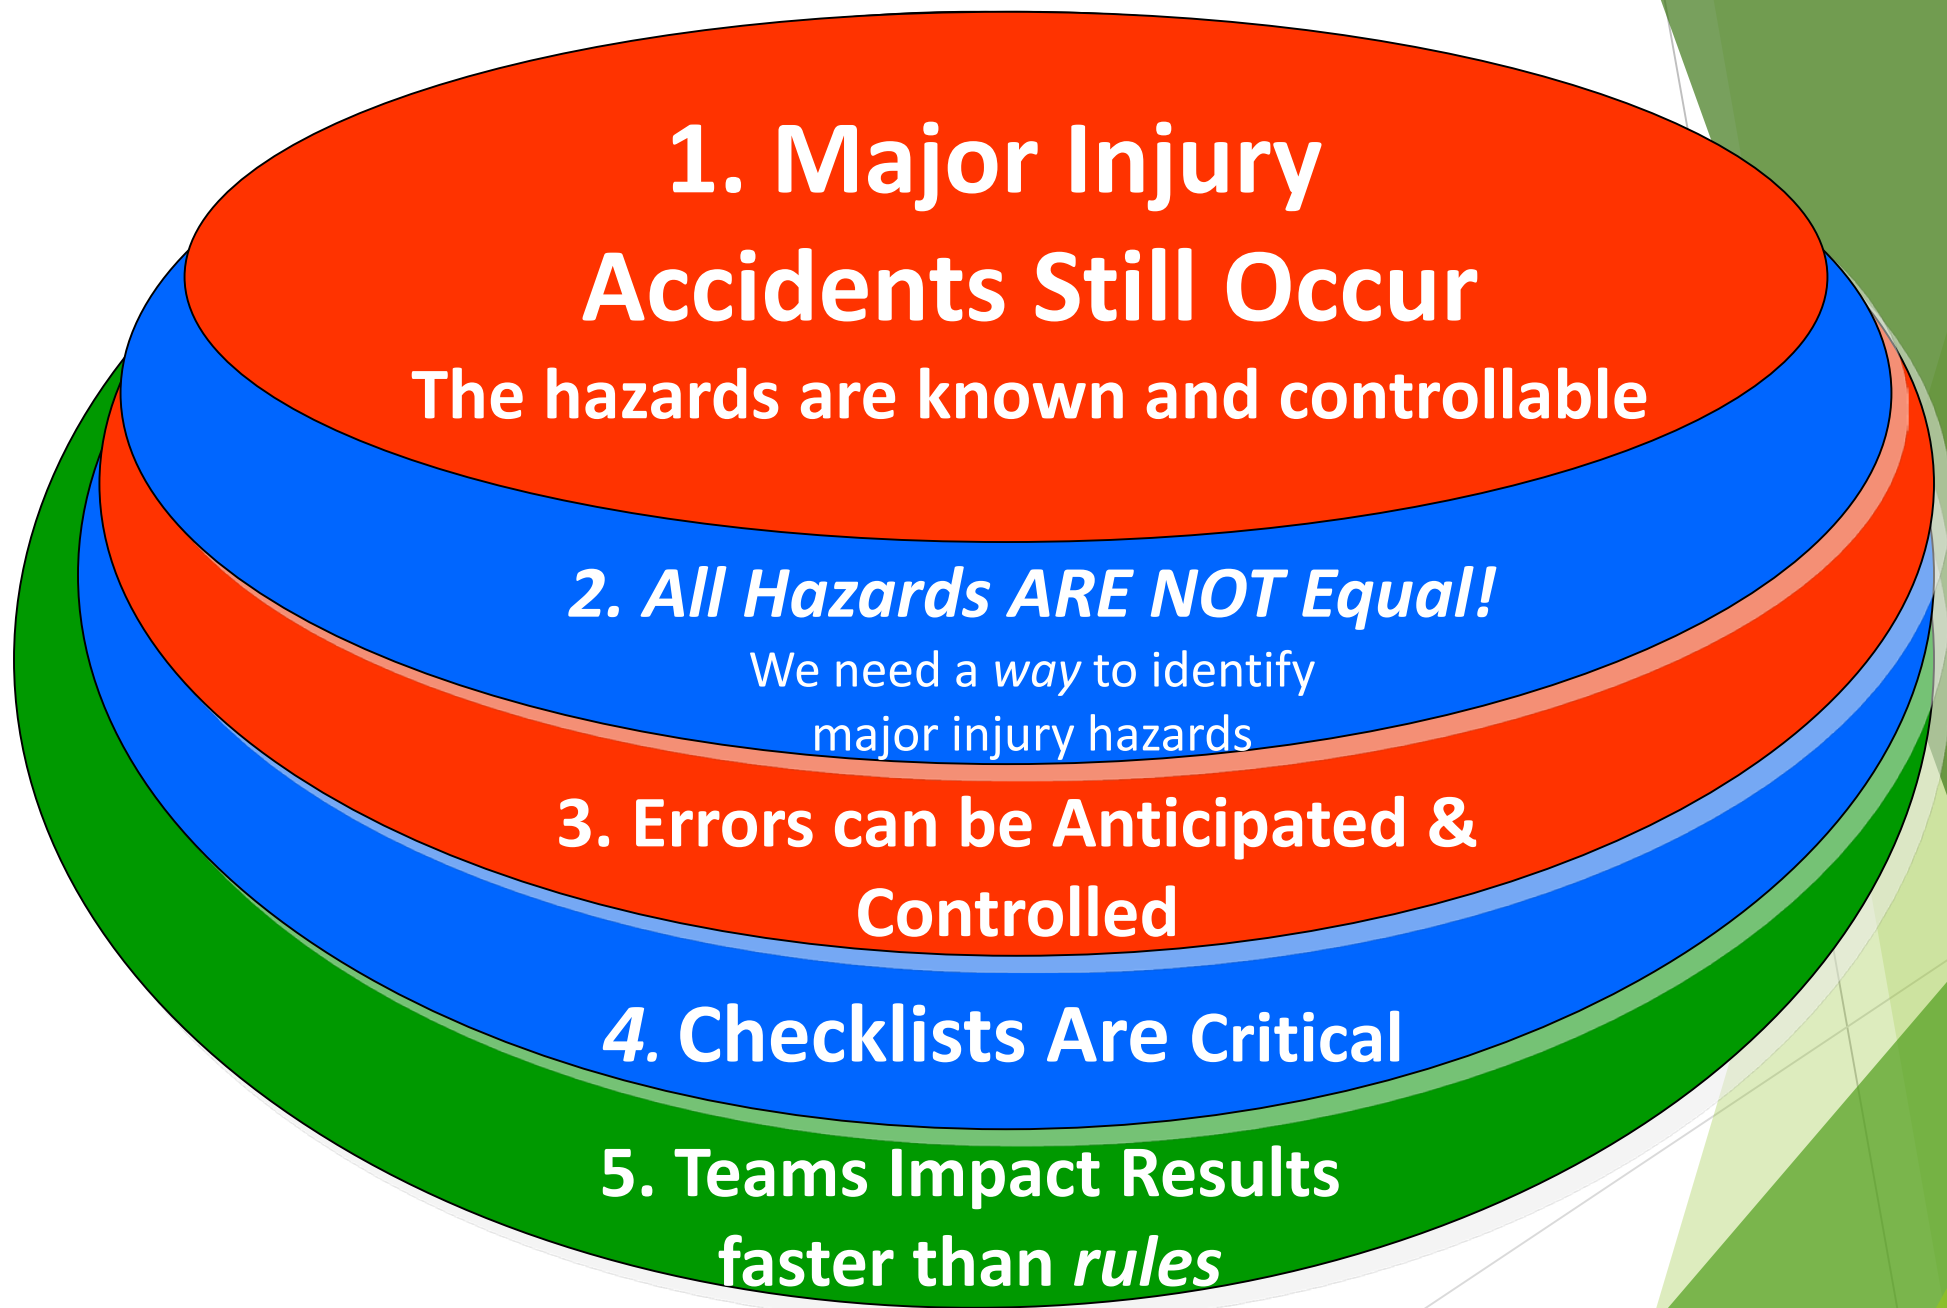 1. Major Injury
Accidents Still Occur
The hazards are known and controllable
2. All Hazards ARE NOT Equal!
We need a way to identify
major injury hazards
3. Errors can be Anticipated &
Controlled
4. Checklists Are Critical
5. Teams Impact Results
faster than rules